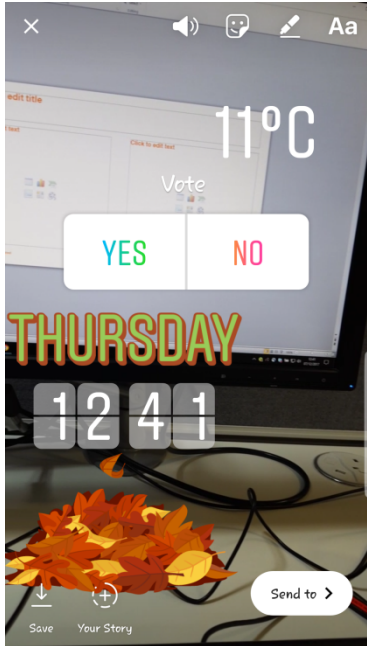 Aa
edit title
Click to edit text
11°C
Vote
YES NO
THURSDAY
12 41
Send to
Save Your Story